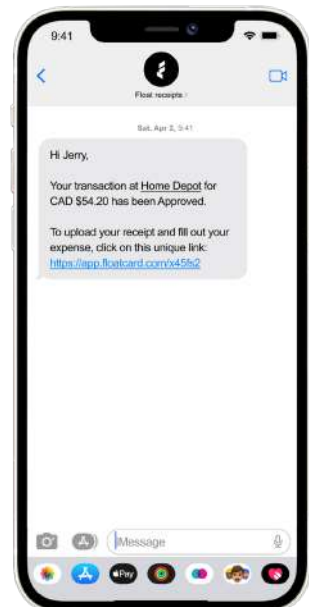 9:41
Float receipts >
Sat, Apr 2, 9:41
Hi Jerry,
Your transaction at Home Depot for
CAD $54.20 has been Approved.
To upload your receipt and fill out your
expense, click on this unique link:
https://app.floatcard.com/x45fs2
iMessage
Pay